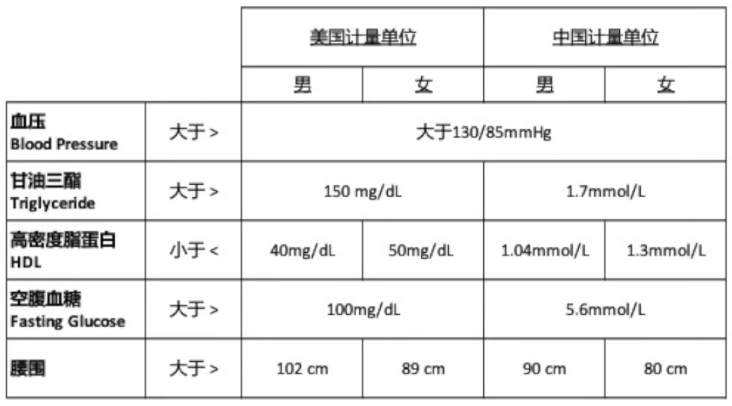 美国计量单位 中国计量单位
男 女 男 女
血压
Blood Pressure
大于 > 大于130/85mmHg
甘油三酯
Triglyceride
大于 > 150 mg/dL 1.7mmol/L
高密度脂蛋白
HDL
小于 < 40mg/dL 50mg/dL 1.04mmol/L 1.3mmol/L
空腹血糖
Fasting Glucose
大于 > 100mg/dL 5.6mmol/L
腰围 大于 > 102 cm 89 cm 90 cm 80 cm